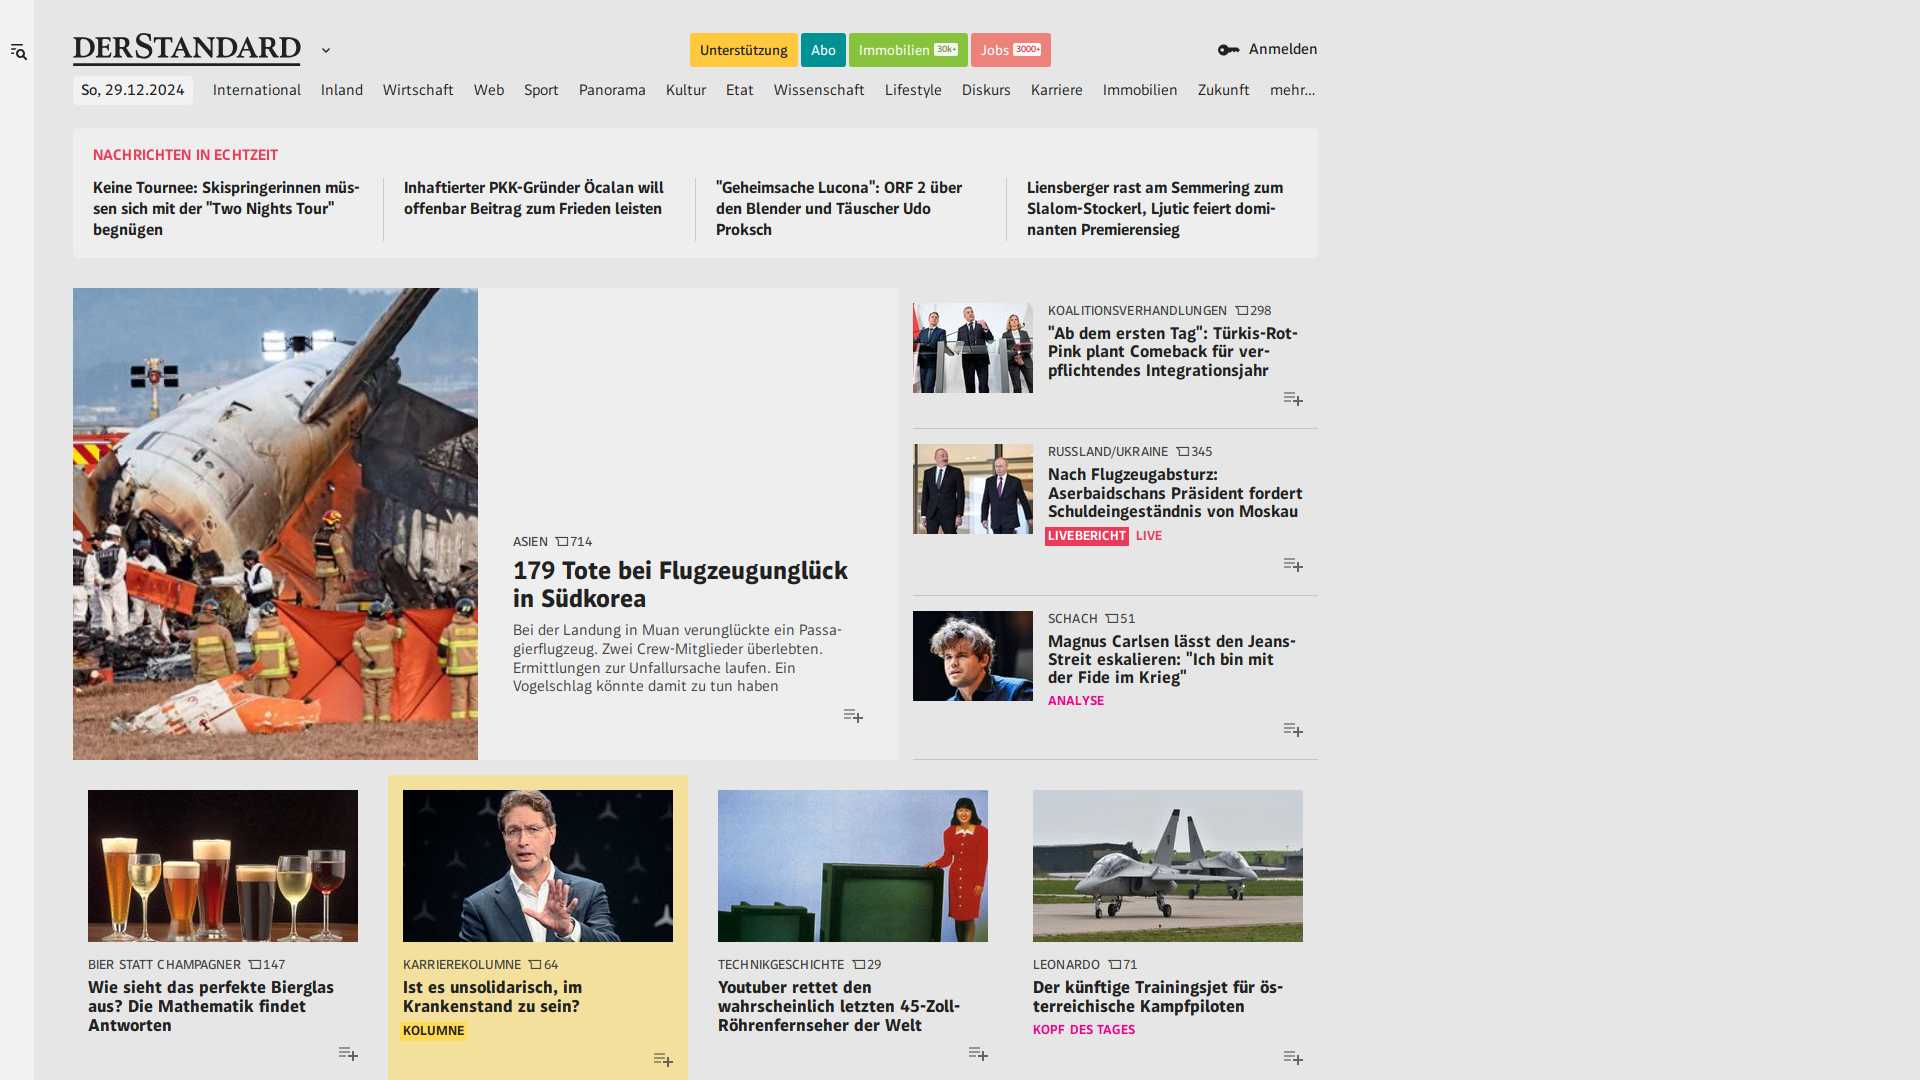 DERSTANDARD
Unterstützung
Abo
Immobilien 30k+
Jobs 3000+
Anmelden
So, 29.12.2024
International
Inland
Wirtschaft
Web
Sport
Panorama
Kultur
Etat
Wissenschaft
Lifestyle
Diskurs
Karriere
Immobilien
Zukunft
mehr...
NACHRICHTEN IN ECHTZEIT
Keine Tournee: Skispringerinnen müs-
sen sich mit der "Two Nights Tour"
begnügen
Inhaftierter PKK-Gründer Öcalan will
offenbar Beitrag zum Frieden leisten
"Geheimsache Lucona": ORF 2 über
den Blender und Täuscher Udo
Proksch
Liensberger rast am Semmering zum
Slalom-Stockerl, Ljutic feiert domi-
nanten Premierensieg
ASIEN 714
179 Tote bei Flugzeugunglück
in Südkorea
Bei der Landung in Muan verunglückte ein Passa-
gierflugzeug. Zwei Crew-Mitglieder überlebten.
Ermittlungen zur Unfallursache laufen. Ein
Vogelschlag könnte damit zu tun haben
KOALITIONSVERHANDLUNGEN 298
"Ab dem ersten Tag": Türkis-Rot-
Pink plant Comeback für ver-
pflichtendes Integrationsjahr
RUSSLAND/UKRAINE 345
Nach Flugzeugabsturz:
Aserbaidschans Präsident fordert
Schuldeingeständnis von Moskau
LIVEBERICHT LIVE
SCHACH 51
Magnus Carlsen lässt den Jeans-
Streit eskalieren: "Ich bin mit
der Fide im Krieg"
ANALYSE
BIER STATT CHAMPAGNER 147
Wie sieht das perfekte Bierglas
aus? Die Mathematik findet
Antworten
KARRIEREKOLUMNE 64
Ist es unsolidarisch, im
Krankenstand zu sein?
KOLUMNE
TECHNIKGESCHICHTE 29
Youtuber rettet den
wahrscheinlich letzten 45-Zoll-
Röhrenfernseher der Welt
LEONARDO 71
Der künftige Trainingsjet für ös-
terreichische Kampfpiloten
KOPF DES TAGES